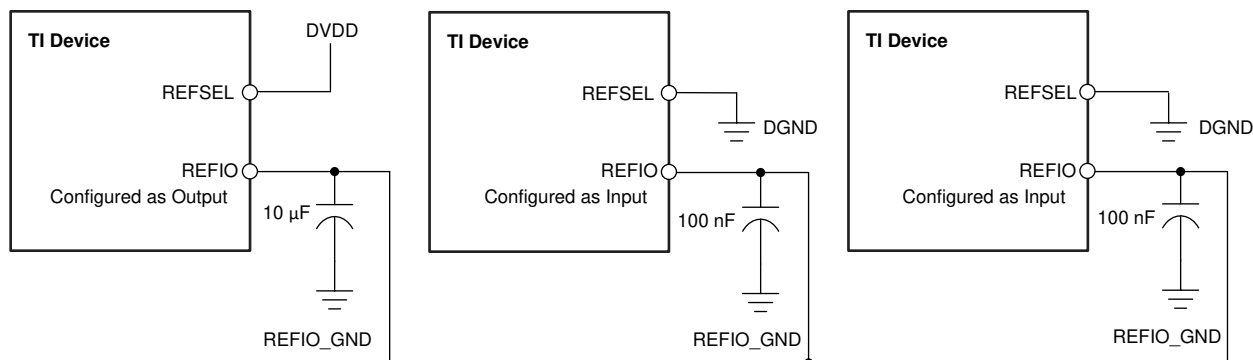 TI Device
DVDD
REFSEL
REFIO
Configured as Output
10 µF
REFIO_GND
TI Device
REFSEL
DGND
REFIO
Configured as Input
100 nF
REFIO_GND
TI Device
REFSEL
DGND
REFIO
Configured as Input
100 nF
REFIO_GND